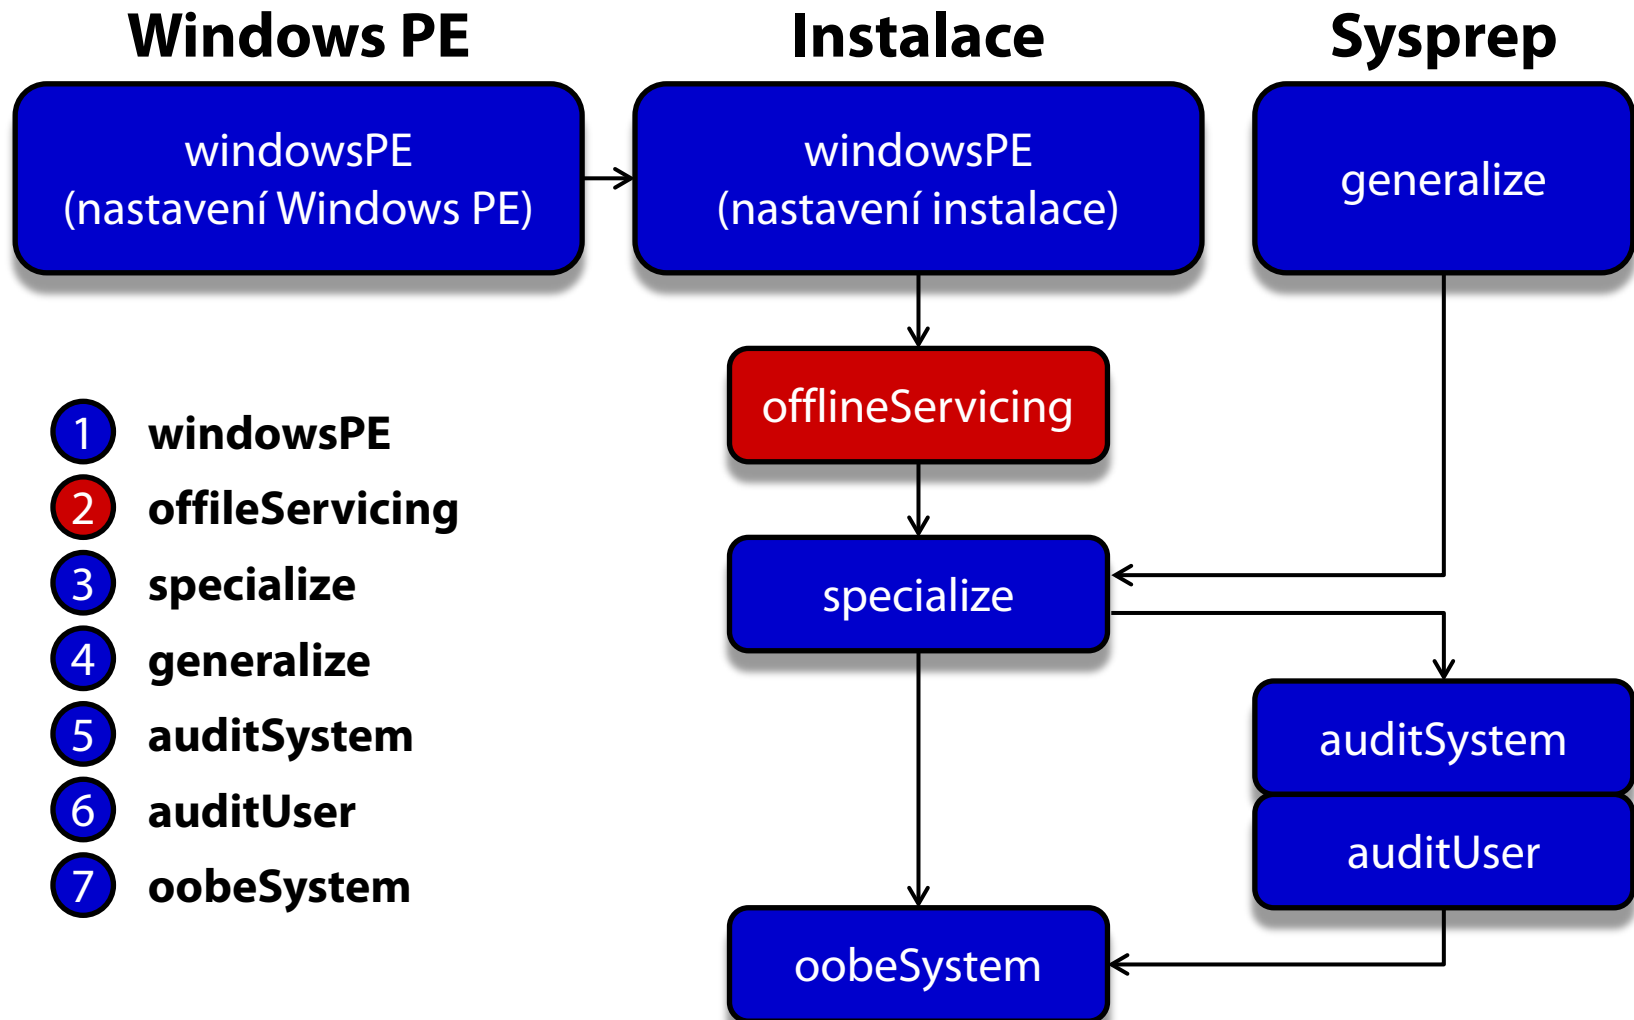 Windows PE
Instalace
Sysprep
windowsPE
(nastavení Windows PE)
windowsPE
(nastavení instalace)
generalize
offlineServicing
1 windowsPE
2 offileServicing
3 specialize
4 generalize
5 auditSystem
6 auditUser
7 oobeSystem
specialize
auditSystem
auditUser
oobeSystem